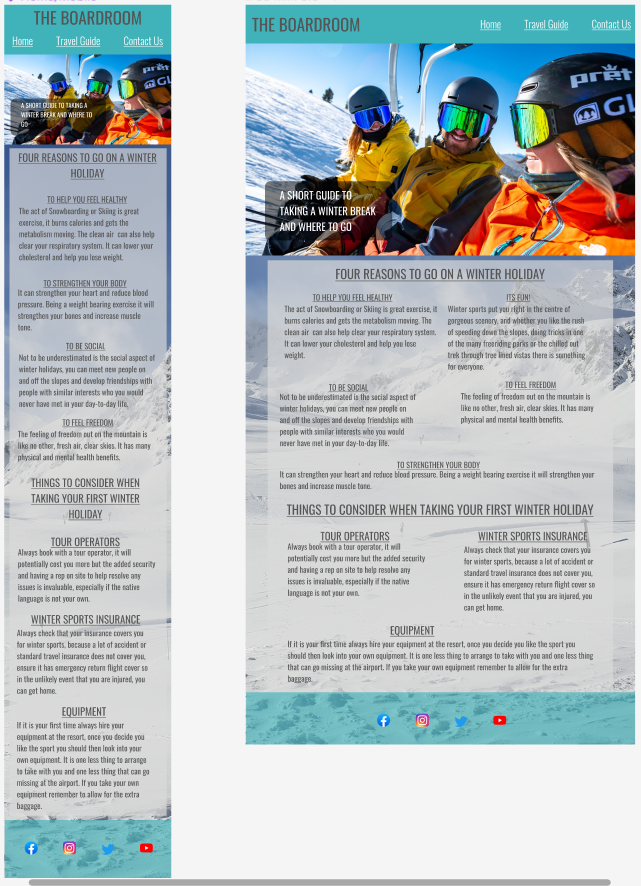 THE BOARDROOM
Home Travel Guide Contact Us
A SHORT GUIDE TO TAKING A
WINTER BREAK AND WHERE TO
GO
FOUR REASONS TO GO ON A WINTER
HOLIDAY
TO HELP YOU FEEL HEALTHY
The act of Snowboarding or Skiing is great
exercise, it burns calories and gets the
metabolism moving. The clean air can also help
clear your respiratory system. It can lower your
cholesterol and help you lose weight.
TO STRENGTHEN YOUR BODY
It can strengthen your heart and reduce blood
pressure. Being a weight bearing exercise it will
strengthen your bones and increase muscle
tone.
TO BE SOCIAL
Not to be underestimated is the social aspect of
winter holidays, you can meet new people on
and off the slopes and develop friendships with
people with similar interests who you would
never have met in your day-to-day life.
TO FEEL FREEDOM
The feeling of freedom out on the mountain is
like no other, fresh air, clear skies. It has many
physical and mental health benefits.
THINGS TO CONSIDER WHEN
TAKING YOUR FIRST WINTER
HOLIDAY
TOUR OPERATORS
Always book with a tour operator, it will
potentially cost you more but the added security
and having a rep on site to help resolve any
issues is invaluable, especially if the native
language is not your own.
WINTER SPORTS INSURANCE
Always check that your insurance covers you
for winter sports, because a lot of accident or
standard travel insurance does not cover you,
ensure it has emergency return flight cover so
in the unlikely event that you are injured, you
can get home.
EQUIPMENT
If it is your first time always hire your
equipment at the resort, once you decide you
like the sport you should then look into your
own equipment. It is one less thing to arrange
to take with you and one less thing that can go
missing at the airport. If you take your own
equipment remember to allow for the extra
baggage.
THE BOARDROOM Home Travel Guide Contact Us
prēt
GL
A SHORT GUIDE TO
TAKING A WINTER BREAK
AND WHERE TO GO
FOUR REASONS TO GO ON A WINTER HOLIDAY
TO HELP YOU FEEL HEALTHY
The act of Snowboarding or Skiing is great exercise, it
burns calories and gets the metabolism moving. The
clean air can also help clear your respiratory system.
It can lower your cholesterol and help you lose
weight.
ITS FUN!
Winter sports put you right in the centre of
gorgeous scenery, and whether you like the rush
of speeding down the slopes, doing tricks in one
of the many freeriding parks or the chilled out
trek through tree lined vistas there is something
for everyone.
TO BE SOCIAL
Not to be underestimated is the social aspect of
winter holidays, you can meet new people on
and off the slopes and develop friendships with
people with similar interests who you would
never have met in your day-to-day life.
TO FEEL FREEDOM
The feeling of freedom out on the mountain is
like no other, fresh air, clear skies. It has many
physical and mental health benefits.
TO STRENGTHEN YOUR BODY
It can strengthen your heart and reduce blood pressure. Being a weight bearing exercise it will strengthen your
bones and increase muscle tone.
THINGS TO CONSIDER WHEN TAKING YOUR FIRST WINTER HOLIDAY
TOUR OPERATORS
Always book with a tour operator, it will
potentially cost you more but the added security
and having a rep on site to help resolve any
issues is invaluable, especially if the native
language is not your own.
WINTER SPORTS INSURANCE
Always check that your insurance covers you
for winter sports, because a lot of accident or
standard travel insurance does not cover you,
ensure it has emergency return flight cover so
in the unlikely event that you are injured, you
can get home.
EQUIPMENT
If it is your first time always hire your equipment at the resort, once you decide you like the sport you
should then look into your own equipment. It is one less thing to arrange to take with you and one less thing
that can go missing at the airport. If you take your own equipment remember to allow for the extra
baggage.